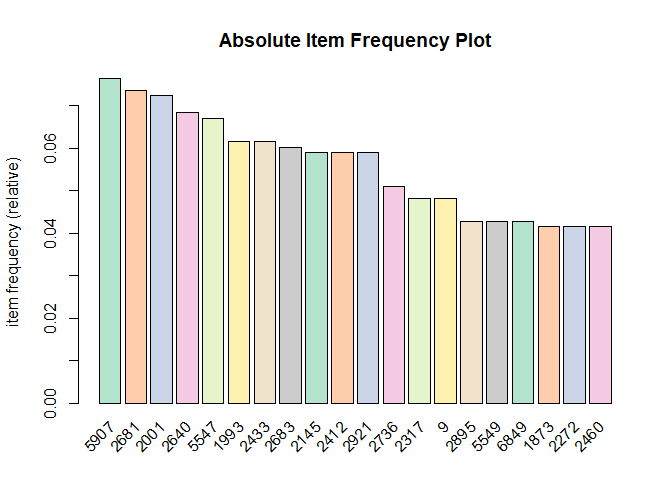 Absolute Item Frequency Plot
item frequency (relative)
0.06
0.04
0.02
0.00
5907 2681 2001 2640 5547 1993 2433 2683 2145 2412 2921 2736 2317 9 2895 5549 6849 1873 2272 2460